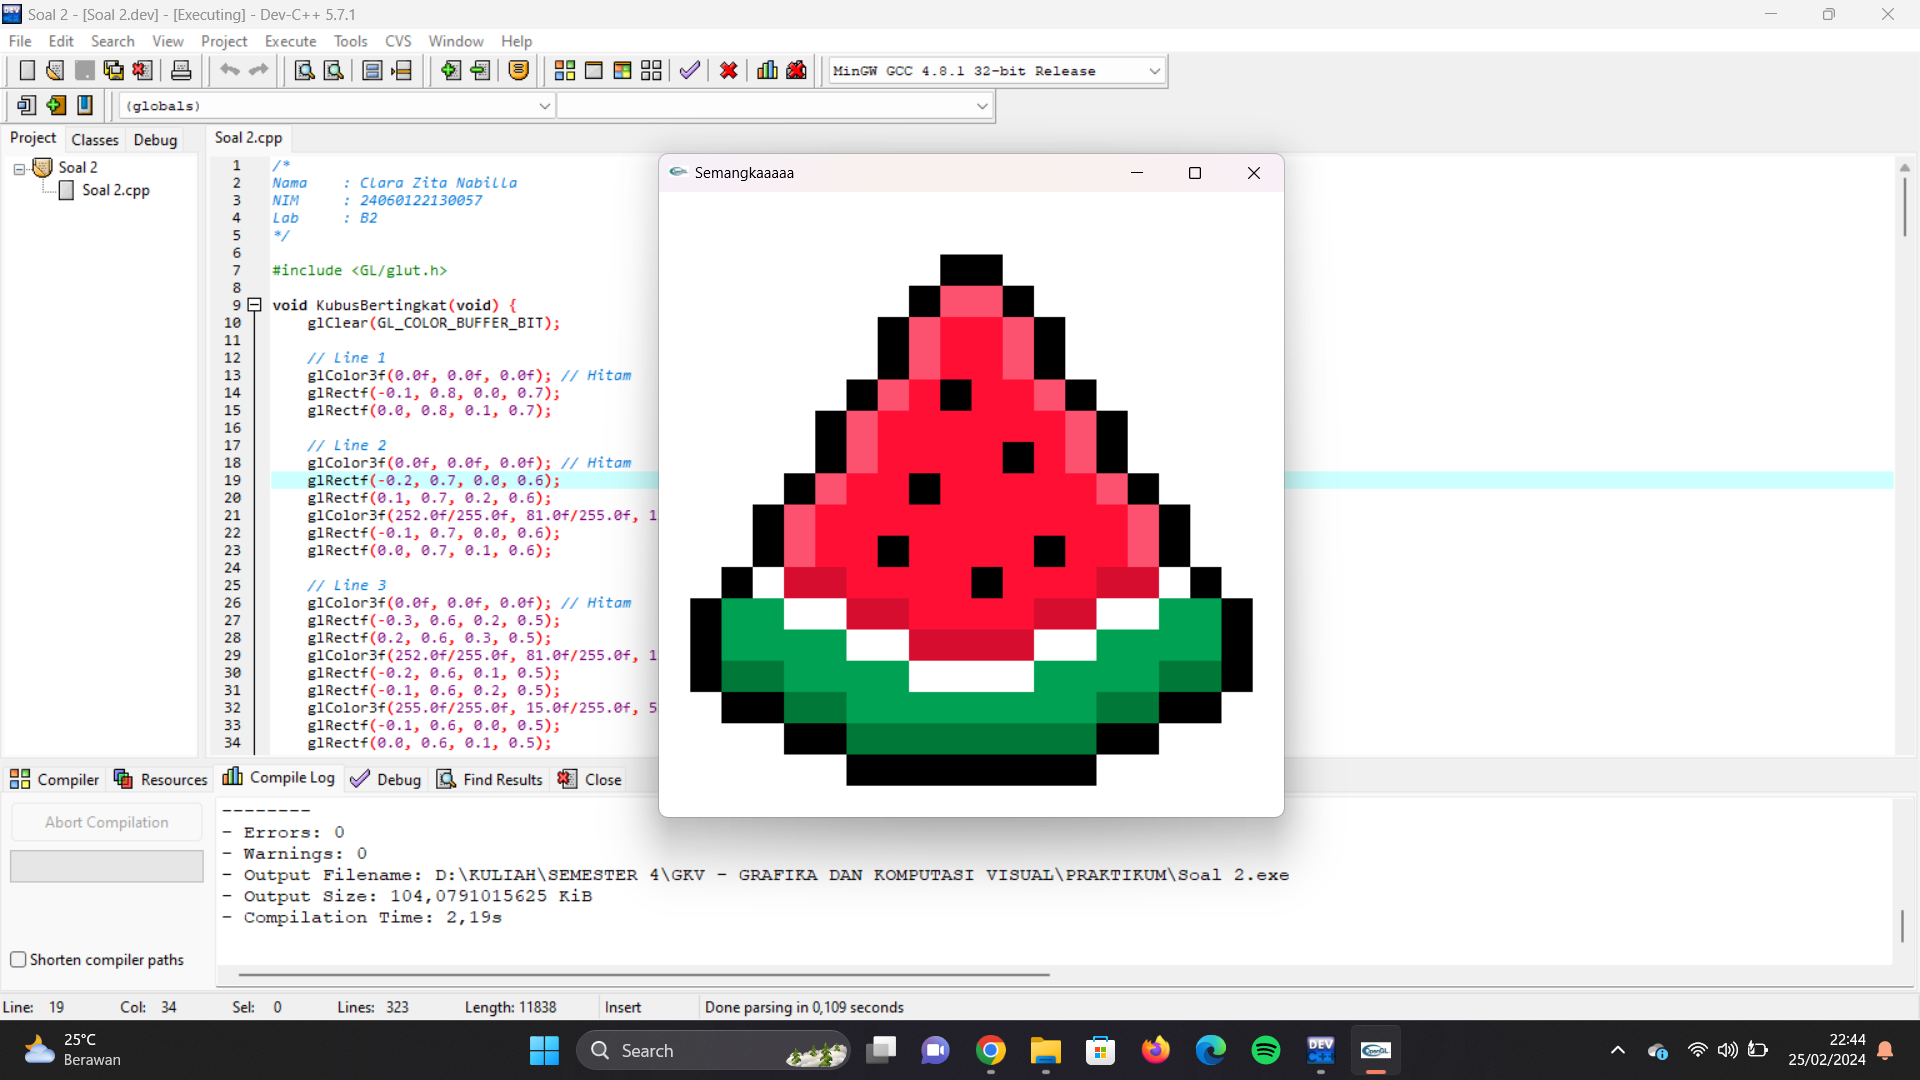 Soal 2 - [Soal 2.dev] - [Executing] - Dev-C++ 5.7.1
File Edit Search View Project Execute Tools CVS Window Help
MinGW GCC 4.8.1 32-bit Release
(globals)
Project Classes Debug
Soal 2
Soal 2.cpp
Soal 2.cpp
1 /*
2 Nama : Clara Zita Nabilla
3 NIM : 24060122130057
4 Lab : B2
5 */
6
7 #include <GL/glut.h>
8
9 void KubusBertingkat(void) {
10 glClear(GL_COLOR_BUFFER_BIT);
11
12 // Line 1
13 glColor3f(0.0f, 0.0f, 0.0f); // Hitam
14 glRectf(-0.1, 0.8, 0.0, 0.7);
15 glRectf(0.0, 0.8, 0.1, 0.7);
16
17 // Line 2
18 glColor3f(0.0f, 0.0f, 0.0f); // Hitam
19 glRectf(-0.2, 0.7, 0.0, 0.6);
20 glRectf(0.1, 0.7, 0.2, 0.6);
21 glColor3f(252.0f/255.0f, 81.0f/255.0f, 1
22 glRectf(-0.1, 0.7, 0.0, 0.6);
23 glRectf(0.0, 0.7, 0.1, 0.6);
24
25 // Line 3
26 glColor3f(0.0f, 0.0f, 0.0f); // Hitam
27 glRectf(-0.3, 0.6, 0.2, 0.5);
28 glRectf(0.2, 0.6, 0.3, 0.5);
29 glColor3f(252.0f/255.0f, 81.0f/255.0f, 1
30 glRectf(-0.2, 0.6, 0.1, 0.5);
31 glRectf(-0.1, 0.6, 0.2, 0.5);
32 glColor3f(255.0f/255.0f, 15.0f/255.0f, 5
33 glRectf(-0.1, 0.6, 0.0, 0.5);
34 glRectf(0.0, 0.6, 0.1, 0.5);
Semangkaaaaa
Compiler Resources Compile Log Debug Find Results Close
Abort Compilation
Shorten compiler paths
--------
- Errors: 0
- Warnings: 0
- Output Filename: D:\KULIAH\SEMESTER 4\GKV - GRAFIKA DAN KOMPUTASI VISUAL\PRAKTIKUM\Soal 2.exe
- Output Size: 104,0791015625 KiB
- Compilation Time: 2,19s
Line: 19 Col: 34 Sel: 0 Lines: 323 Length: 11838 Insert Done parsing in 0,109 seconds
25°C
Berawan
Search
DEV
OpenGL
22:44
25/02/2024